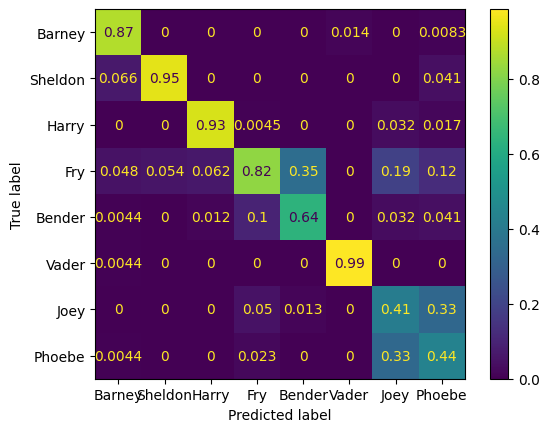 Barney 0.87 0 0 0 0 0.014 0 0.0083
Sheldon 0.066 0.95 0 0 0 0 0 0.041
Harry 0 0 0.93 0.0045 0 0 0.032 0.017
Fry 0.048 0.054 0.062 0.82 0.35 0 0.19 0.12
Bender 0.0044 0 0.012 0.1 0.64 0 0.032 0.041
Vader 0.0044 0 0 0 0 0.99 0 0
Joey 0 0 0 0.05 0.013 0 0.41 0.33
Phoebe 0.0044 0 0 0.023 0 0 0.33 0.44
Barney Sheldon Harry Fry Bender Vader Joey Phoebe
Predicted label
True label
0.8
0.6
0.4
0.2
0.0